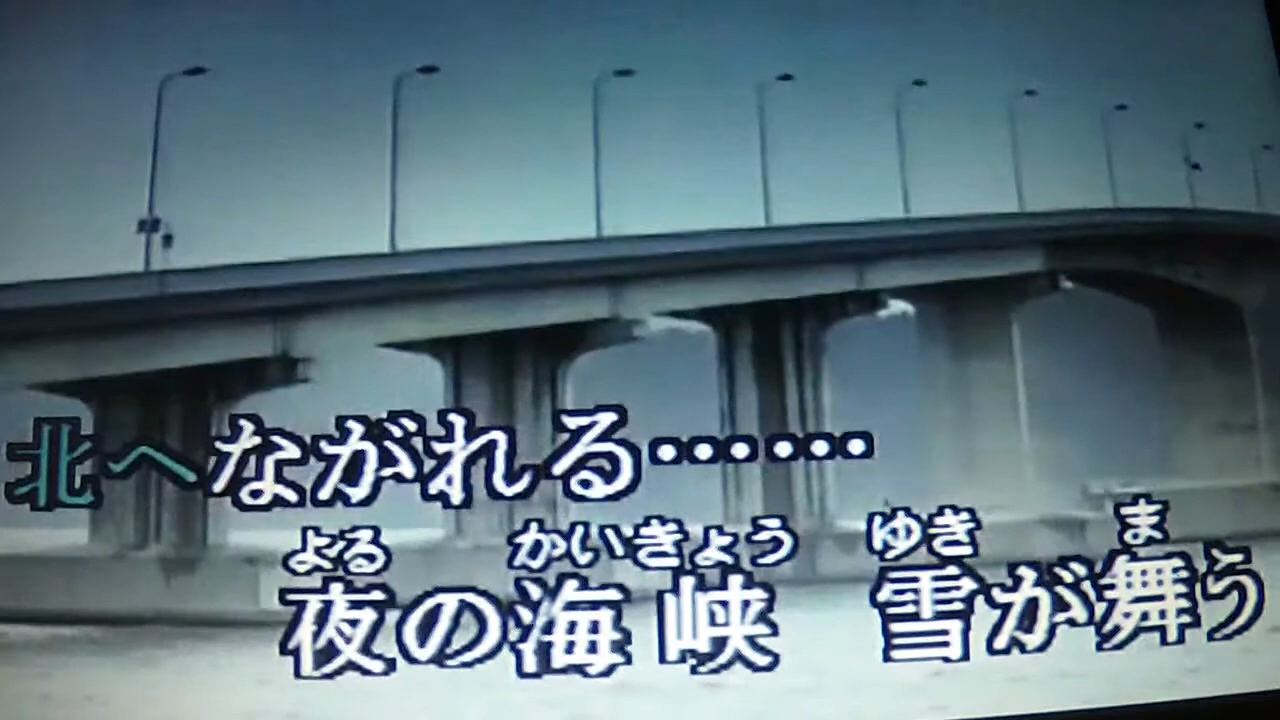 北へながれる……
よる かいきょう ゆき ま
夜の海峡 雪が舞う